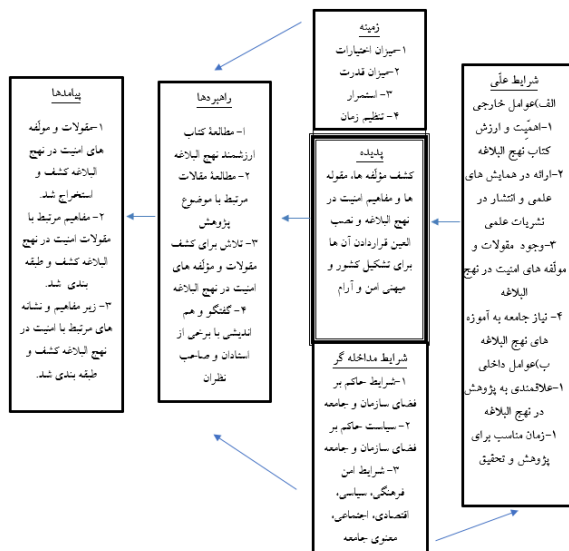 شرایط علّی
الف)عوامل خارجی
۱-اهمیّت و ارزش
کتاب نهج البلاغه
۲-ارائه در همایش های
علمی و انتشار در
نشریات علمی
۳-وجود مقولات و
مولّفه های امنیت در نهج
البلاغه
۴- نیاز جامعه به آموزه
های نهج البلاغه
ب)عوامل داخلی
۱-علاقمندی به پژوهش
در نهج البلاغه
۱-زمان مناسب برای
پژوهش و تحقیق
زمینه
۱-میزان اختیارات
۲-میزان قدرت
۳- استمرار
۴- تنظیم زمان
پدیده
کشف مؤلّفه ها، مقوله
ها و مفاهیم امنیت در
نهج البلاغه و نصب
العین قراردادن آن ها
برای تشکیل کشور و
میهنی امن و آرام
شرایط مداخله گر
۱-شرایط حاکم بر
فضای سازمان و جامعه
۲- سیاست حاکم بر
فضای سازمان و جامعه
۳- شرایط امن
فرهنگی، سیاسی،
اقتصادی، اجتماعی،
معنوی جامعه
راهبردها
۱- مطالعهٔ کتاب
ارزشمند نهج البلاغه
۲- مطالعهٔ مقالات
مرتبط با موضوع
پژوهش
۳- تلاش برای کشف
مقولات و مؤلّفه های
امنیت در نهج البلاغه
۴- گفتگو و هم
اندیشی با برخی از
استادان و صاحب
نظران
پیامدها
۱-مقولات و مولّفه
های امنیت در نهج
البلاغه کشف و
استخراج شد.
۲- مفاهیم مرتبط با
مقولات امنیت در نهج
البلاغه کشف و طبقه
بندی شد.
۳- زیر مفاهیم و نشانه
های مرتبط با امنیت در
نهج البلاغه کشف و
طبقه بندی شد.